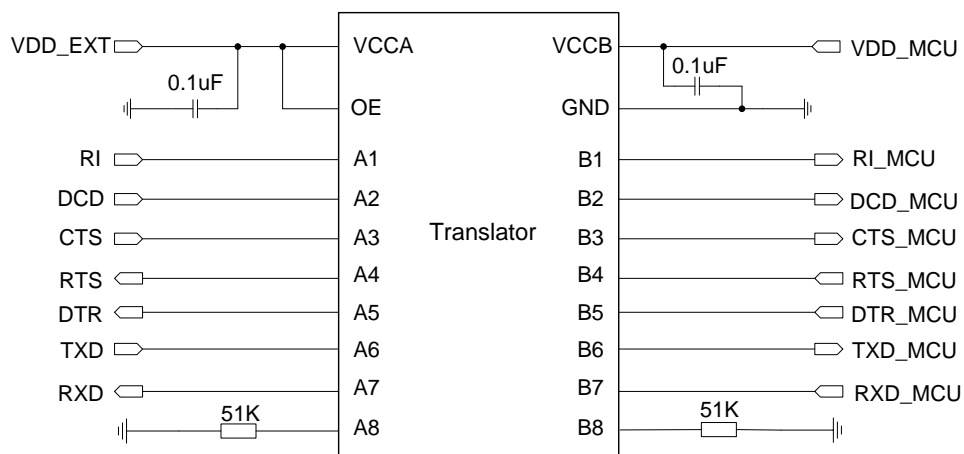 VDD_EXT VCCA VCCB VDD_MCU
0.1uF 0.1uF
OE GND
RI A1 B1 RI_MCU
DCD A2 B2 DCD_MCU
CTS A3 Translator B3 CTS_MCU
RTS A4 B4 RTS_MCU
DTR A5 B5 DTR_MCU
TXD A6 B6 TXD_MCU
RXD A7 B7 RXD_MCU
51K A8 B8 51K